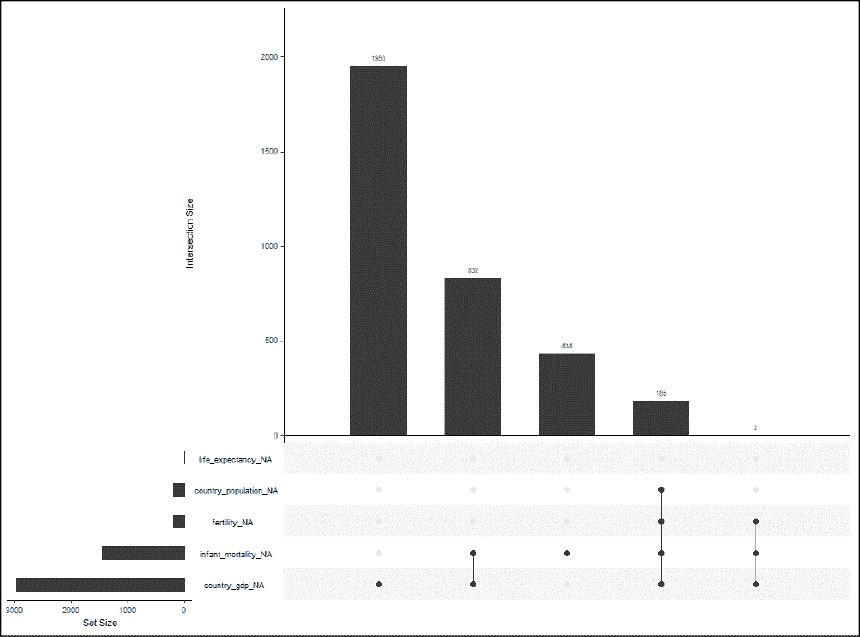 1953
2000
1500
Intersection Size
1000
832
500
434
185
2
0
life_expectancy_NA
country_population_NA
fertility_NA
infant_mortality_NA
country_gdp_NA
3000 2000 1000 0
Set Size